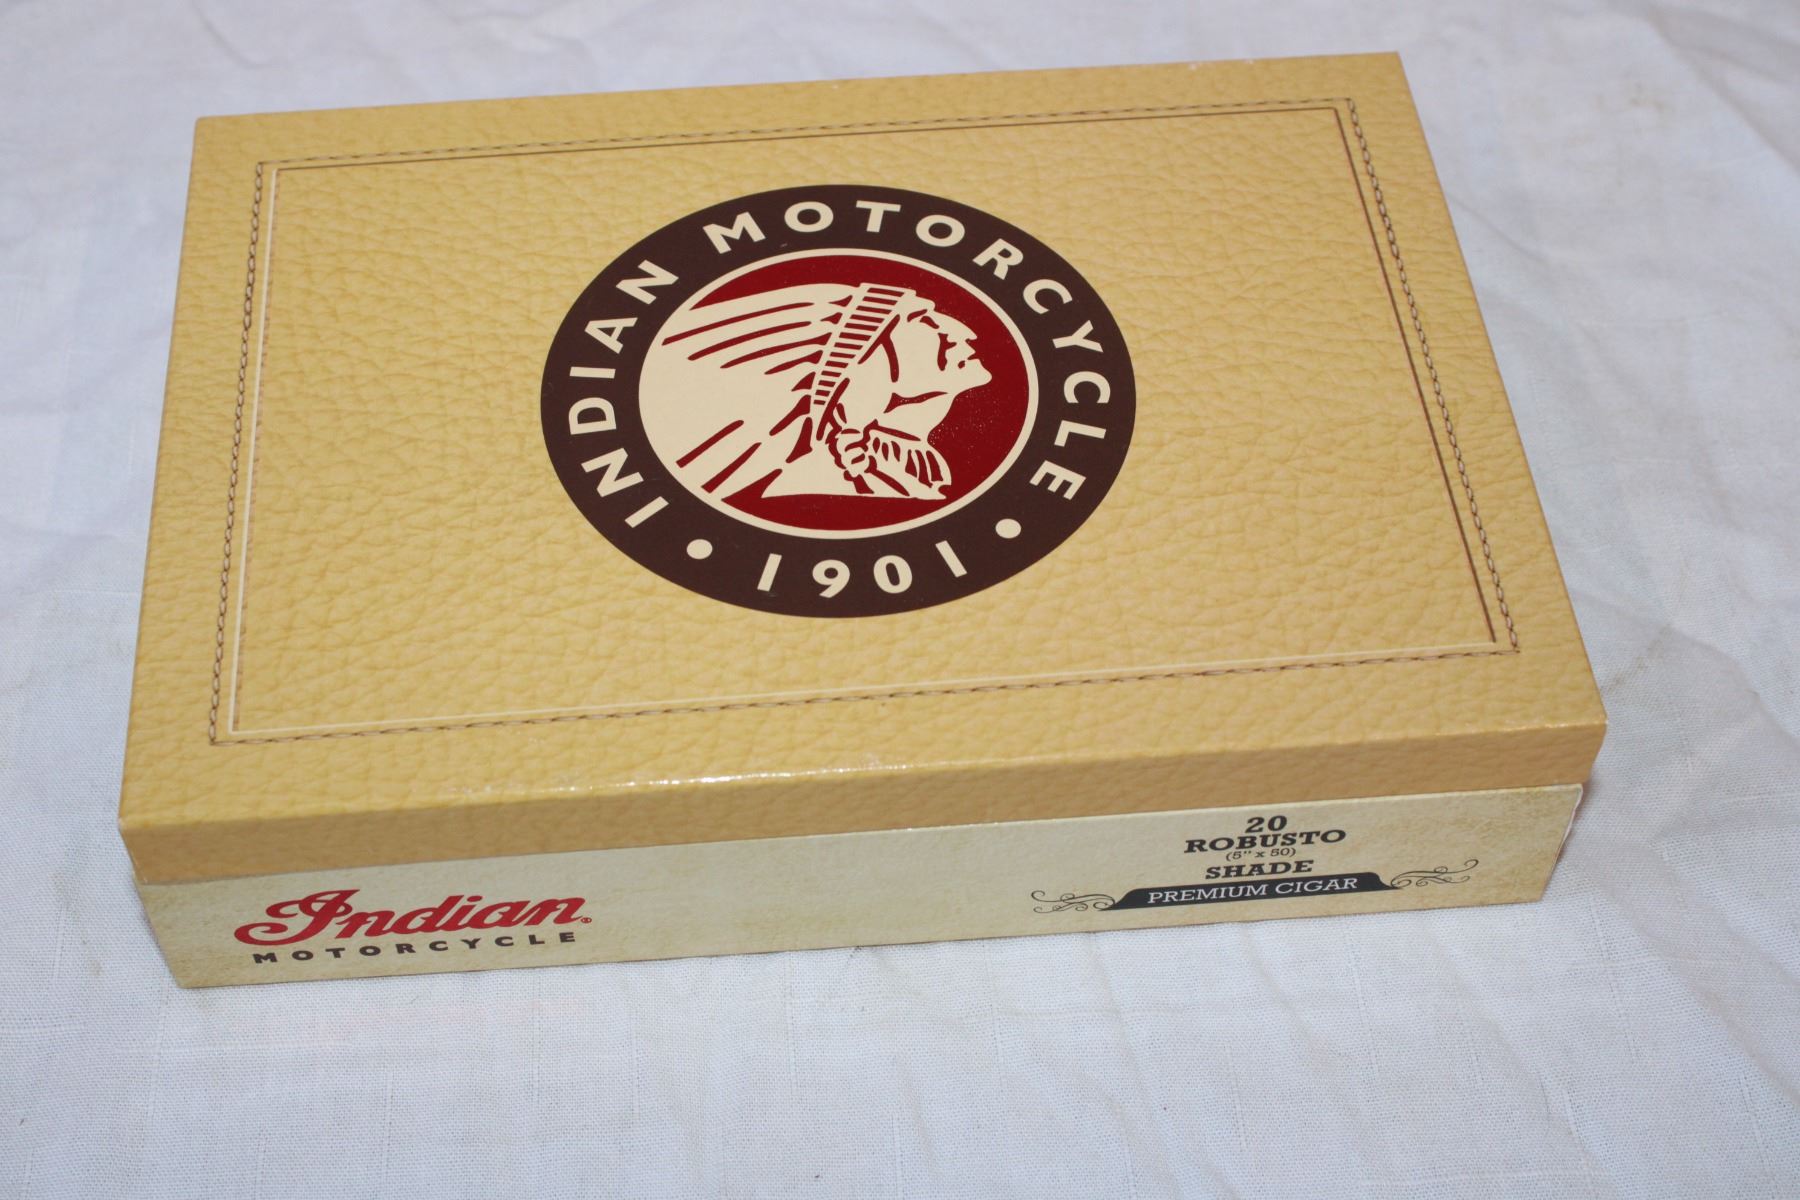 INDIAN MOTORCYCLE
• 1901 •
Indian®
MOTORCYCLE
20
ROBUSTO
(5" x 50)
SHADE
PREMIUM CIGAR